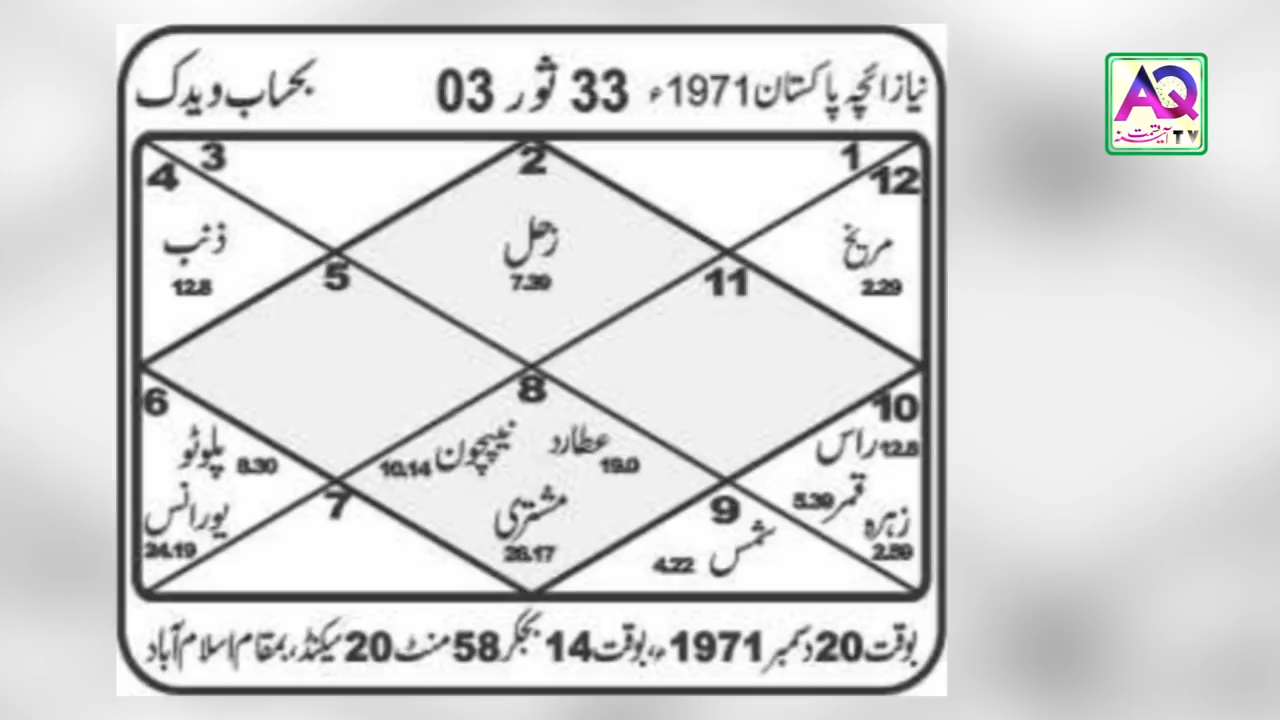 نیا زائچہ پاکستان 1971ء 33 ثور 03 بحساب ویدک
2
3
4
1
12
ذنب
12.8
زحل
7.39
مریخ
2.29
5
11
6
8
10
پلوٹو
8.30
نیپچون
10.14
عطارد
19.0
راس
12.8
یورانس
24.19
7
مشتری
26.17
9
شمس
4.22
قمر
5.39
زہرہ
2.59
بوقت 20 دسمبر 1971ء، بوقت 14 بجکر 58 منٹ 20 سیکنڈ، بمقام اسلام آباد
AQ
آئینہ قسمت TV